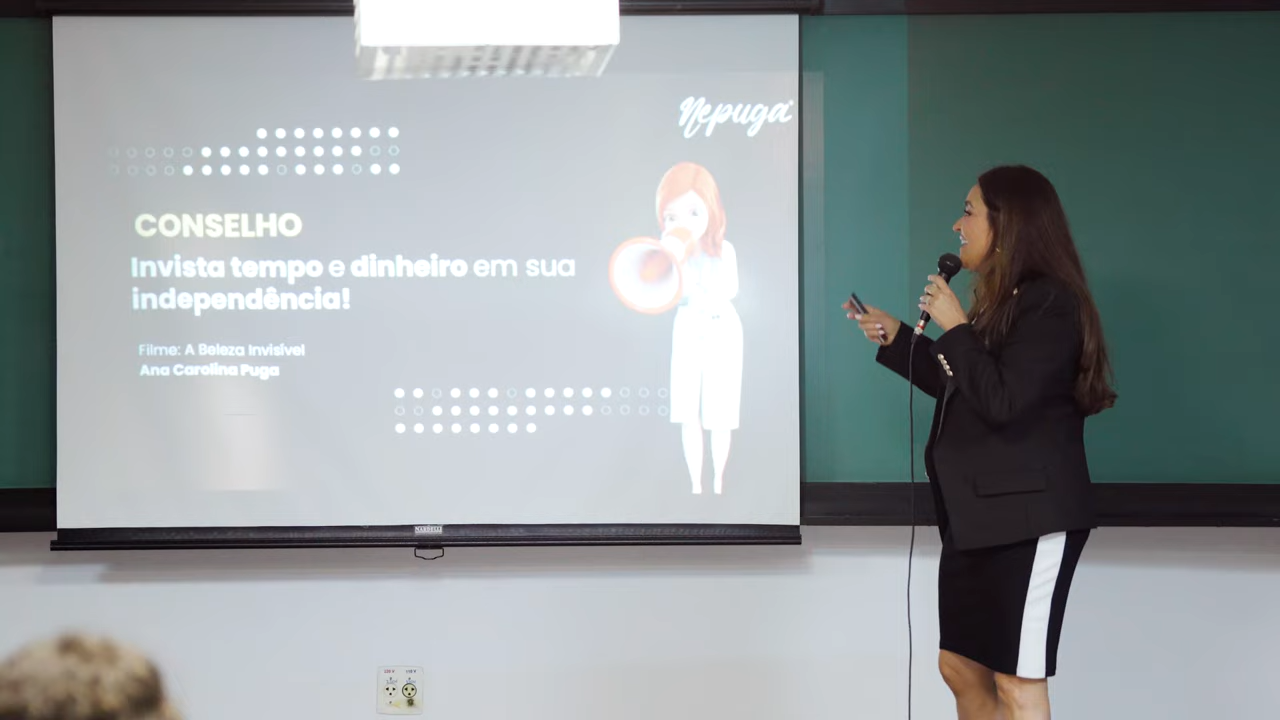 Nepuga
CONSELHO
Invista tempo e dinheiro em sua
independência!
Filme: A Beleza Invisível
Ana Carolina Puga